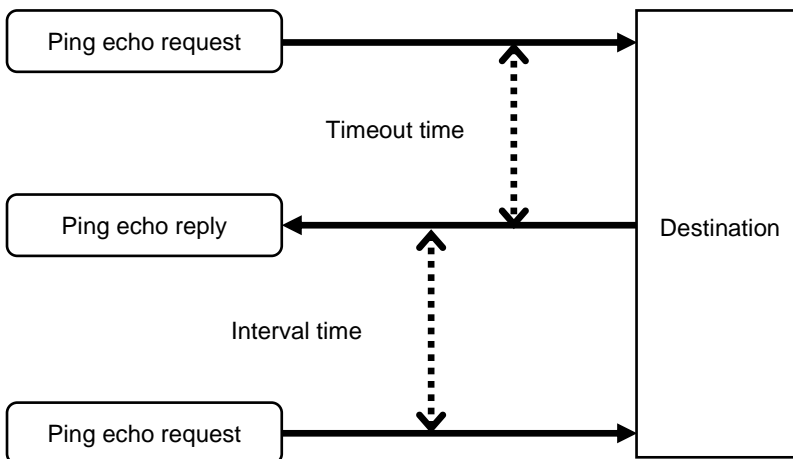 Ping echo request
Timeout time
Ping echo reply
Destination
Interval time
Ping echo request